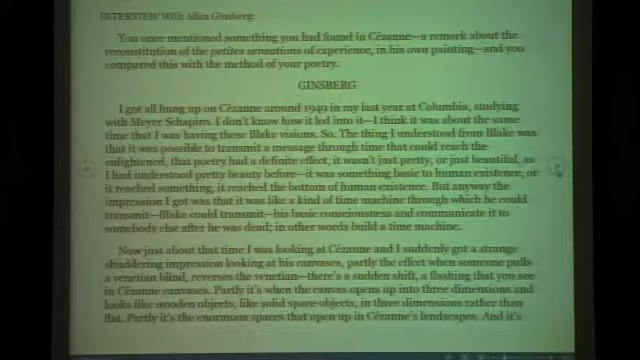 INTERVIEW With Allen Ginsberg:
You once mentioned something you had found in Cézanne—a remark about the
reconstitution of the petites sensations of experience, in his own painting—and you
compared this with the method of your poetry.
GINSBERG
I got all hung up on Cézanne around 1949 in my last year at Columbia, studying
with Meyer Schapiro. I don't know how it led into it—I think it was about the same
time that I was having these Blake visions. So. The thing I understood from Blake was
that it was possible to transmit a message through time that could reach the
enlightened, that poetry had a definite effect, it wasn't just pretty, or just beautiful, as
I had understood pretty beauty before—it was something basic to human existence, or
it reached something, it reached the bottom of human existence. But anyway the
impression I got was that it was like a kind of time machine through which he could
transmit—Blake could transmit—his basic consciousness and communicate it to
somebody else after he was dead; in other words build a time machine.
Now just about that time I was looking at Cézanne and I suddenly got a strange
shuddering impression looking at his canvases, partly the effect when someone pulls
a venetian blind, reverses the venetian—there's a sudden shift, a flashing that you see
in Cézanne canvases. Partly it's when the canvas opens up into three dimensions and
looks like wooden objects, like solid space objects, in three dimensions rather than
flat. Partly it's the enormous spaces that open up in Cézanne's landscapes. And it's